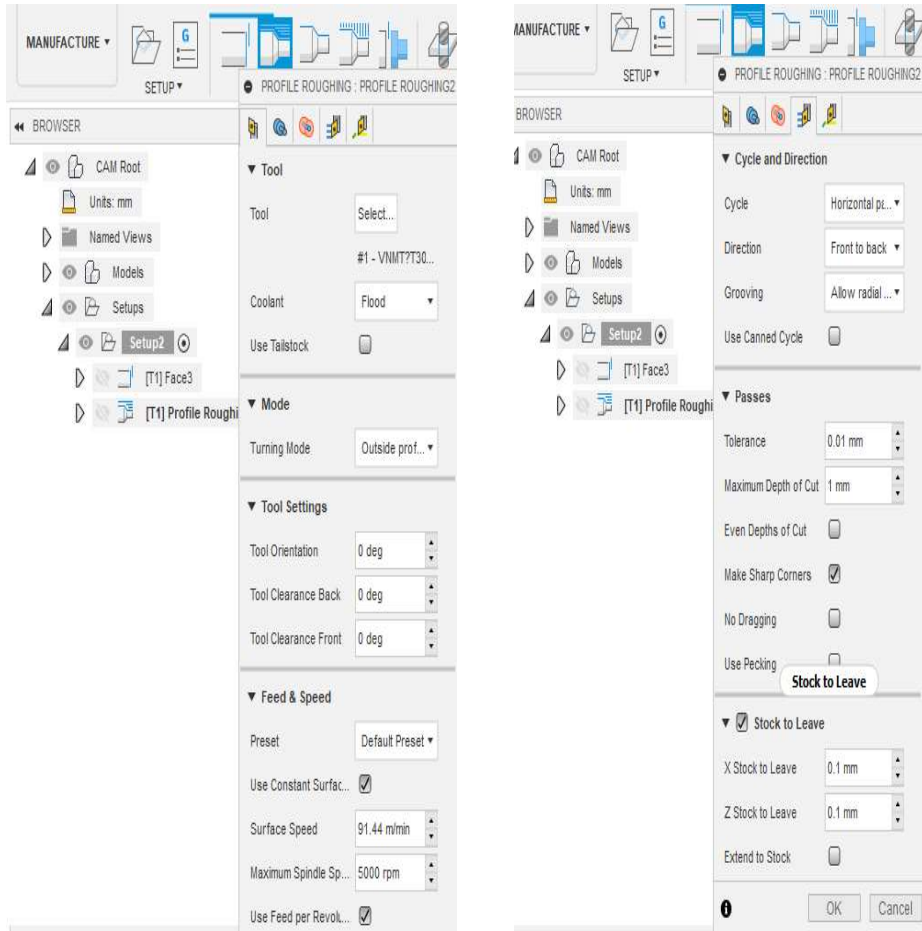 MANUFACTURE ▾
G
SETUP ▾
PROFILE ROUGHING : PROFILE ROUGHING2
BROWSER
CAM Root
Units: mm
Named Views
Models
Setups
Setup2
[T1] Face3
[T1] Profile Roughi
▼ Tool
Tool Select...
#1 - VNMT?T30...
Coolant Flood
Use Tailstock
▼ Mode
Turning Mode Outside prof...
▼ Tool Settings
Tool Orientation 0 deg
Tool Clearance Back 0 deg
Tool Clearance Front 0 deg
▼ Feed & Speed
Preset Default Preset
Use Constant Surfac...
Surface Speed 91.44 m/min
Maximum Spindle Sp... 5000 rpm
Use Feed per Revolu...
MANUFACTURE ▾
G
SETUP ▾
PROFILE ROUGHING : PROFILE ROUGHING2
BROWSER
CAM Root
Units: mm
Named Views
Models
Setups
Setup2
[T1] Face3
[T1] Profile Roughi
▼ Cycle and Direction
Cycle Horizontal pa...
Direction Front to back
Grooving Allow radial ...
Use Canned Cycle
▼ Passes
Tolerance 0.01 mm
Maximum Depth of Cut 1 mm
Even Depths of Cut
Make Sharp Corners
No Dragging
Use Pecking
Stock to Leave
▼ Stock to Leave
X Stock to Leave 0.1 mm
Z Stock to Leave 0.1 mm
Extend to Stock
OK Cancel